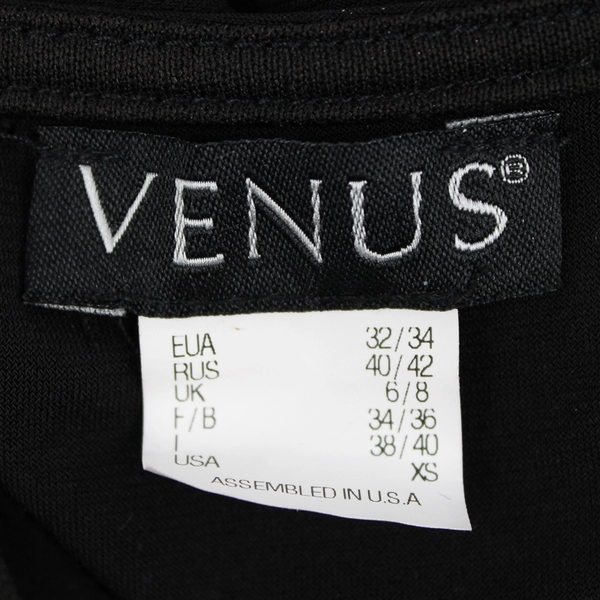 VENUS®
EUA 32/34
RUS 40/42
UK 6/8
F/B 34/36
I 38/40
USA XS
ASSEMBLED IN U.S.A